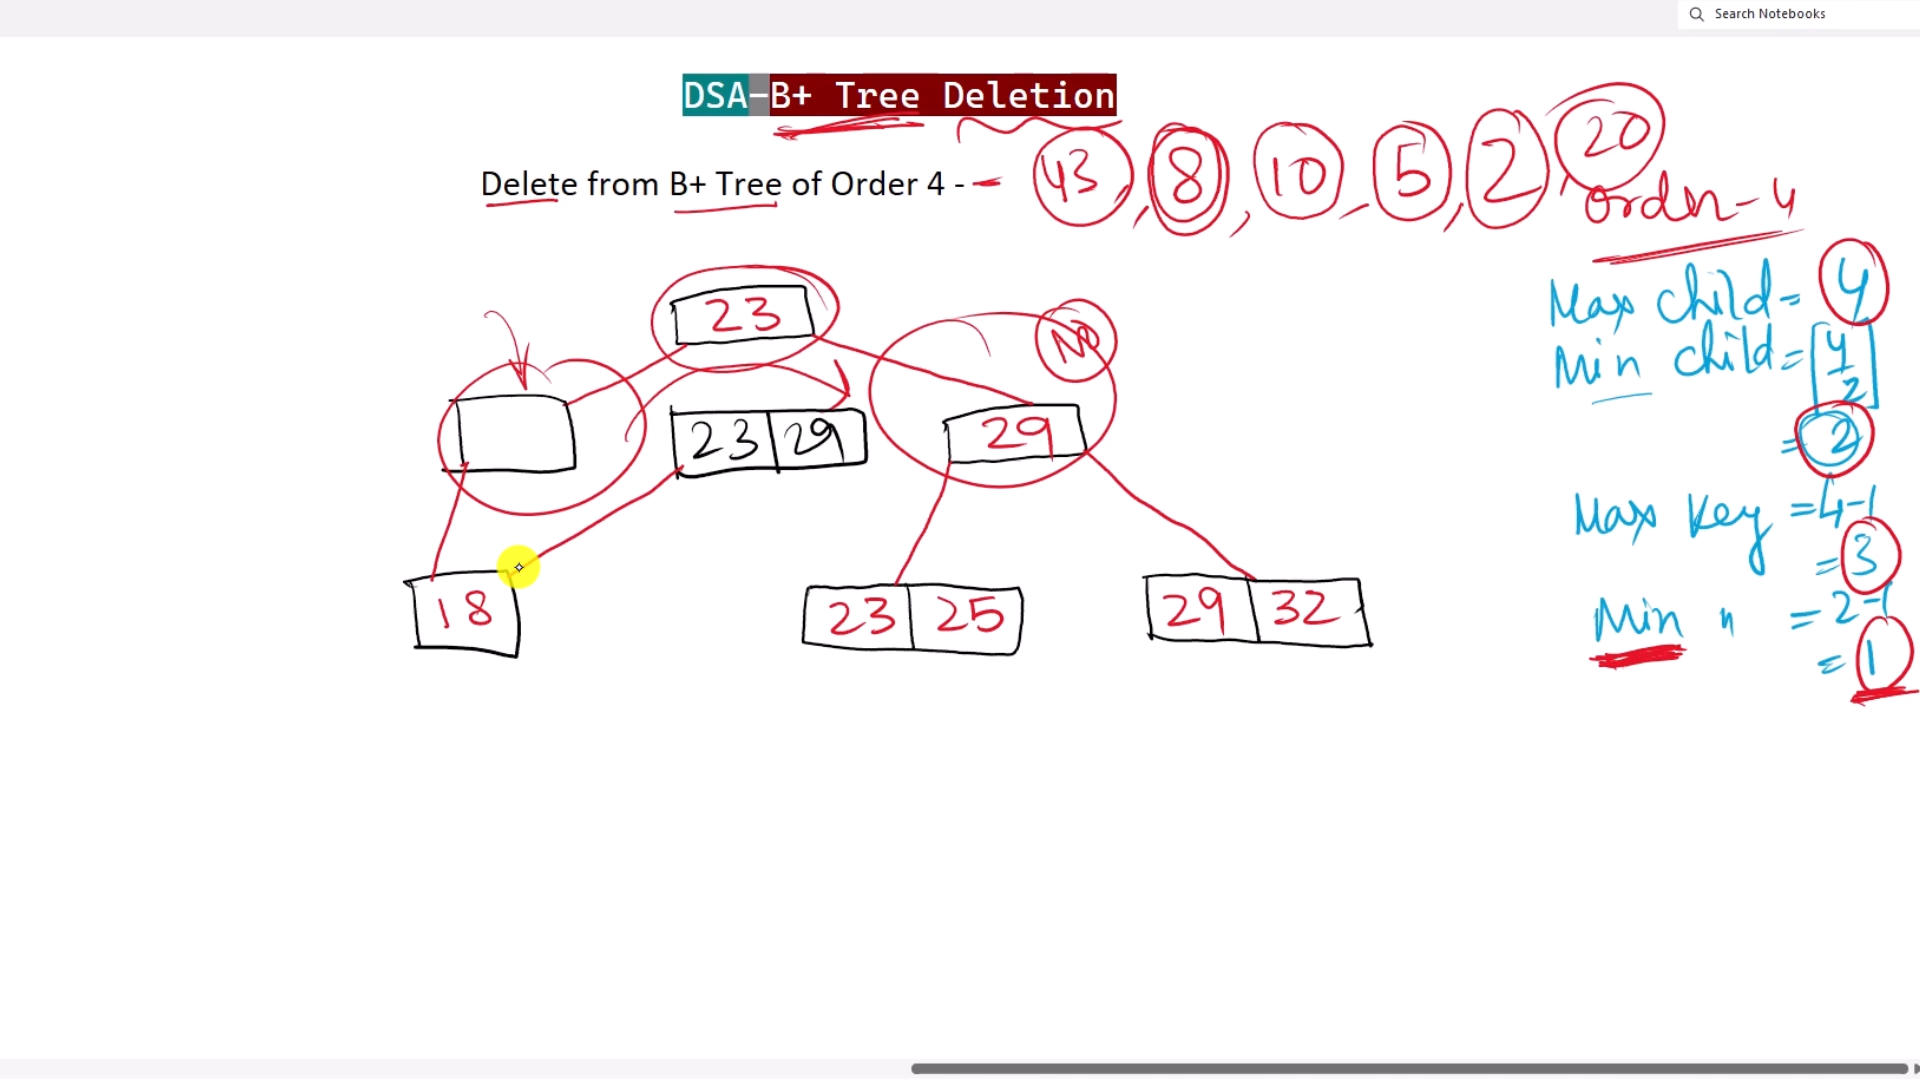 Search Notebooks
DSA-B+ Tree Deletion
Delete from B+ Tree of Order 4 - - 43, 8, 10, 5, 2, 20
Order-4
Max child = 4
Min child = [4/2]
= 2
Max Key = 4-1
= 3
Min " = 2-1
= 1
23
No
23 29
29
18
23 25
29 32